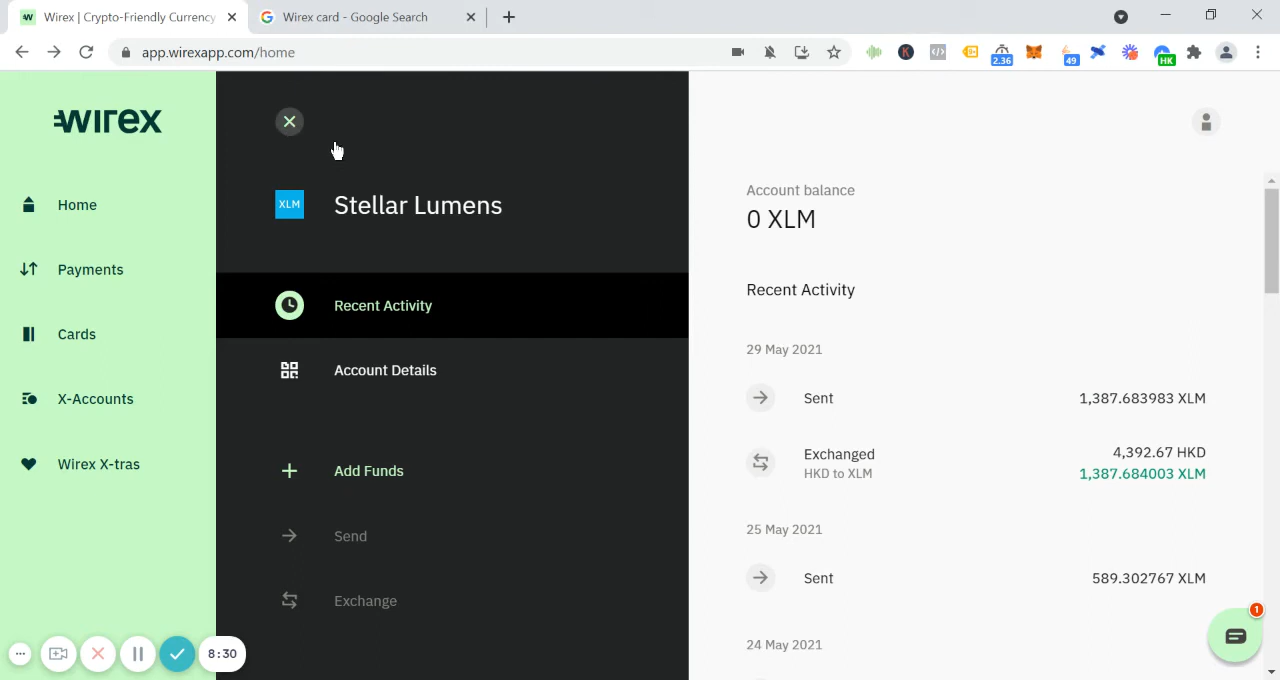 Wirex | Crypto-Friendly Currency
Wirex card - Google Search
app.wirexapp.com/home
2.36
49
HK
wirex
Home
Payments
Cards
X-Accounts
Wirex X-tras
XLM
Stellar Lumens
Recent Activity
Account Details
Add Funds
Send
Exchange
Account balance
0 XLM
Recent Activity
29 May 2021
Sent 1,387.683983 XLM
Exchanged 4,392.67 HKD
HKD to XLM 1,387.684003 XLM
25 May 2021
Sent 589.302767 XLM
24 May 2021
1
8:30